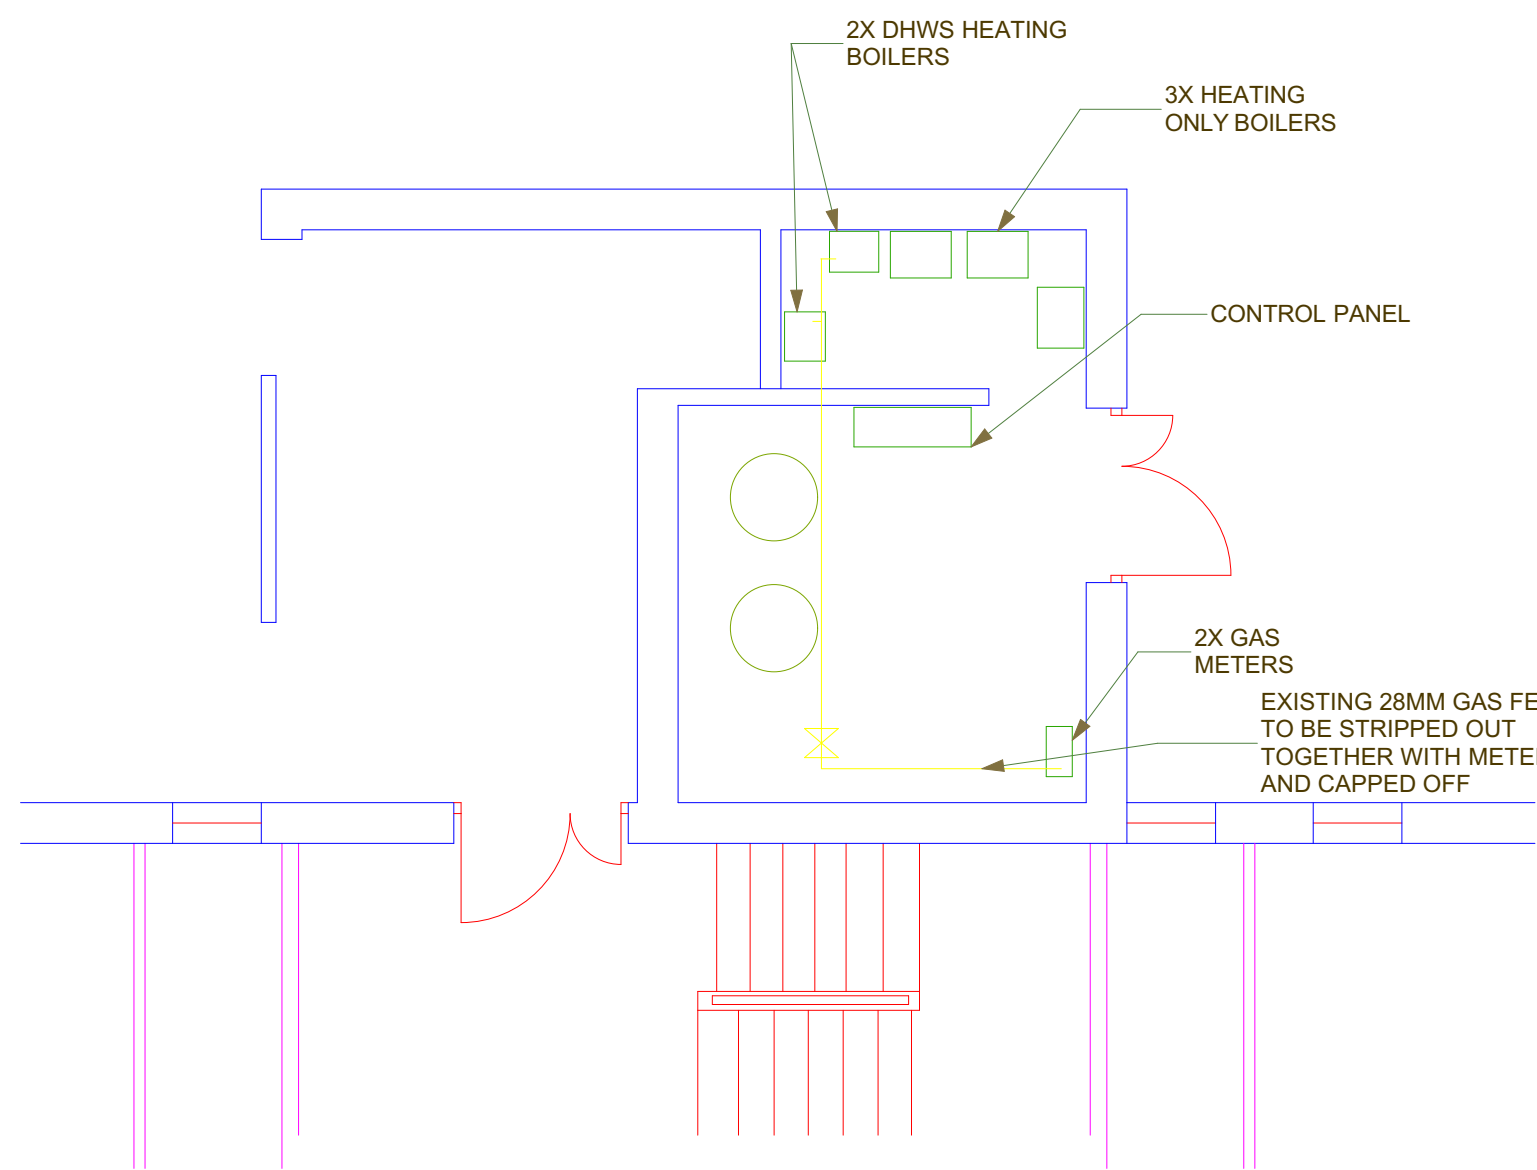 2X DHWS HEATING
BOILERS
3X HEATING
ONLY BOILERS
CONTROL PANEL
2X GAS
METERS
EXISTING 28MM GAS
TO BE STRIPPED OUT
TOGETHER WITH
AND CAPPED OFF